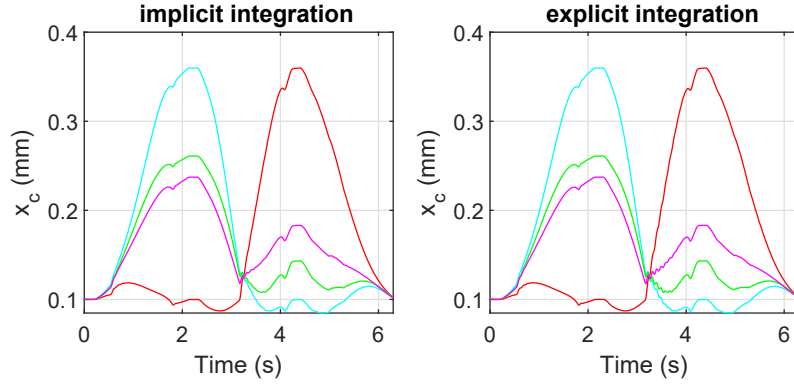 implicit integration
0.4
0.3
0.2
0.1
x_c (mm)
0
2
4
6
Time (s)
explicit integration
0.4
0.3
0.2
0.1
x_c (mm)
0
2
4
6
Time (s)